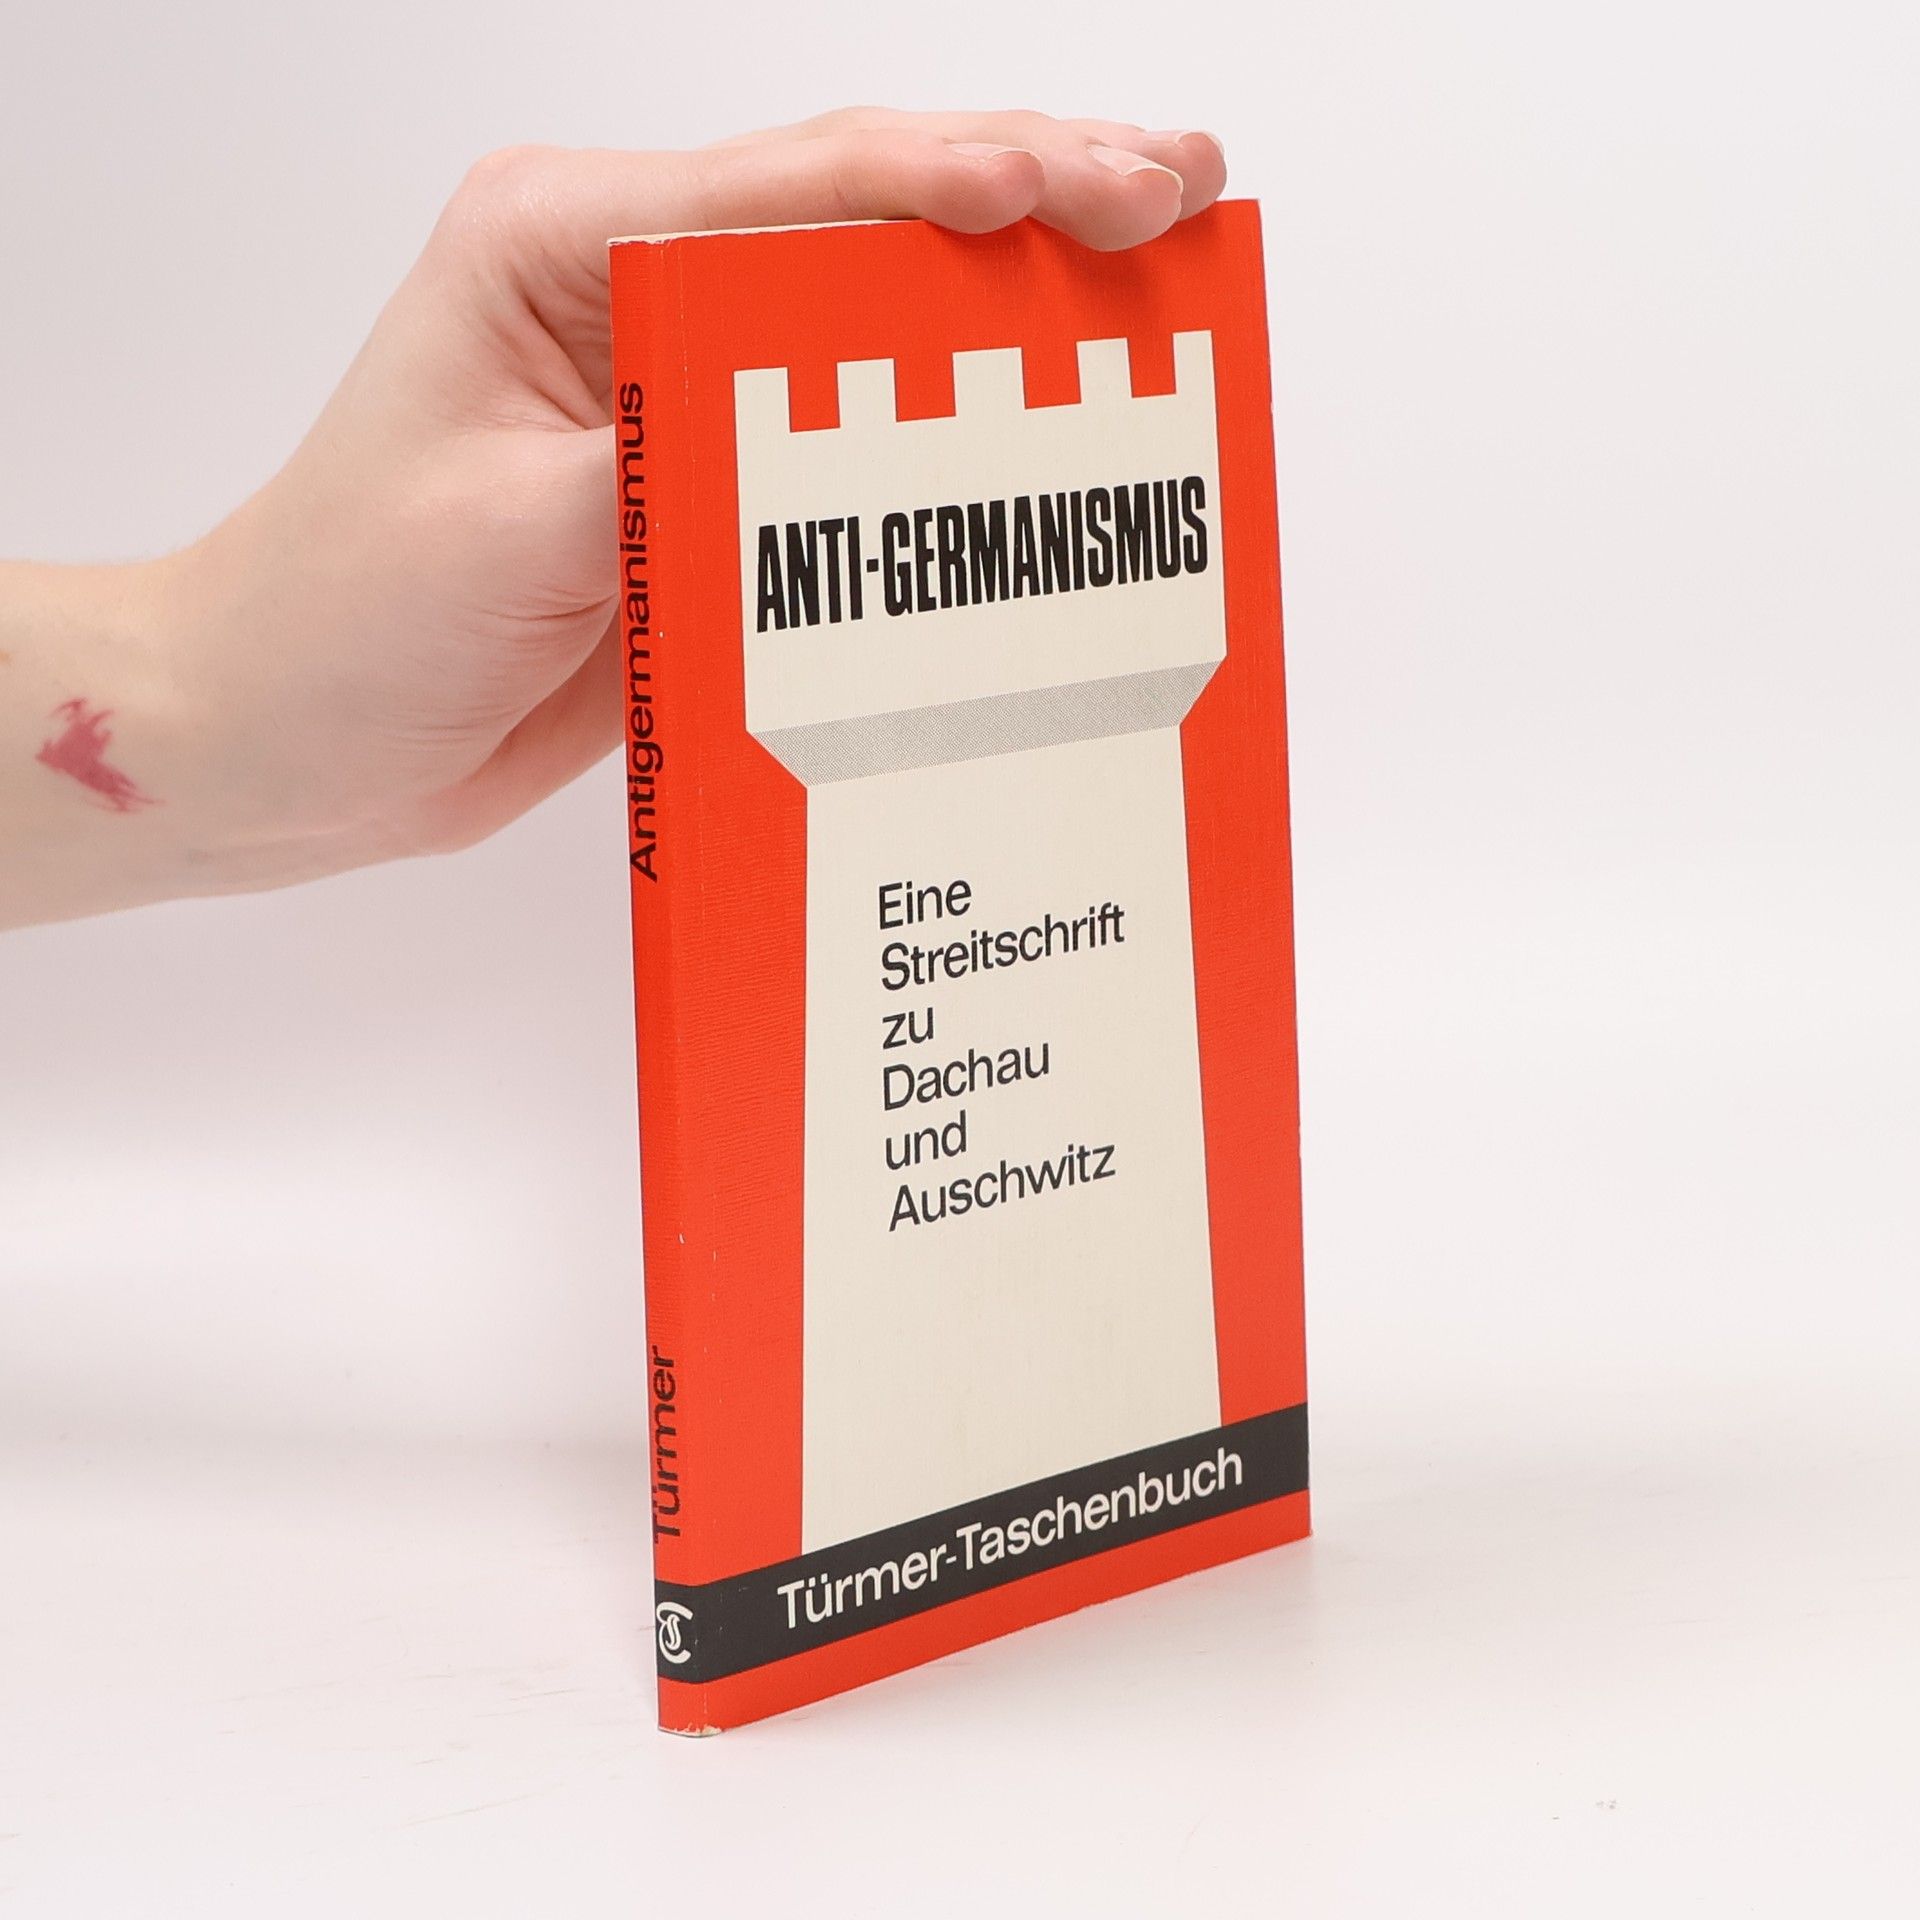 ANTI-GERMANISMUS
Eine
Streitschrift
zu
Dachau
und
Auschwitz
Türmer-Taschenbuch
Antigermanismus
Türmer